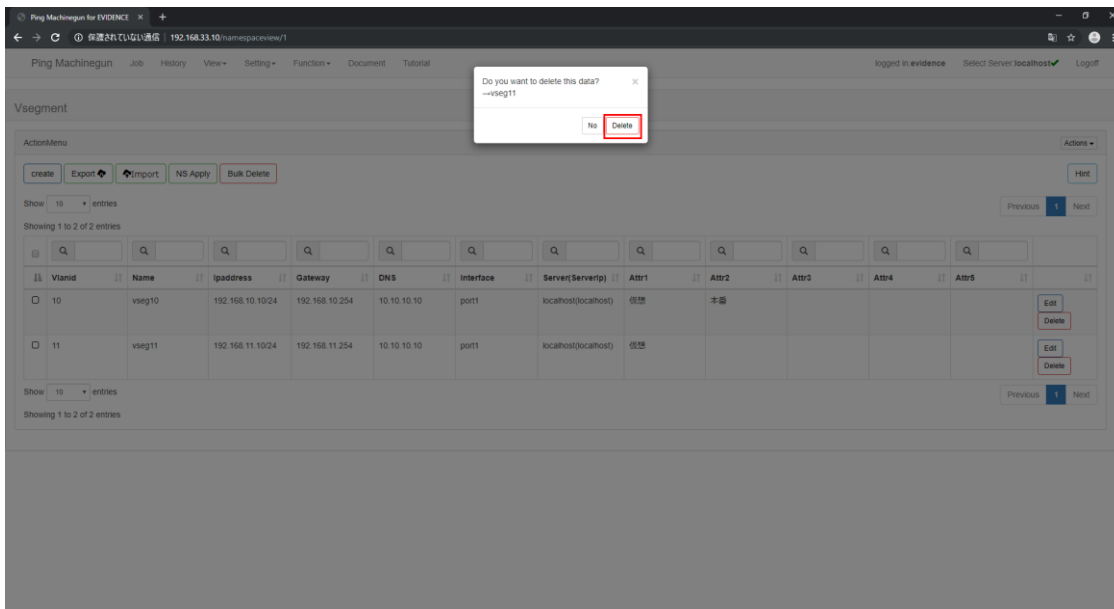 Ping Machinegun for EVIDENCE
保護されていない通信 | 192.168.33.10/namespaceview/1
Ping Machinegun Job History View Setting Function Document Tutorial logged in:evidence Select Server:localhost Logoff
Do you want to delete this data?
→vseg11
No Delete
Vsegment
ActionMenu Actions
create Export Import NS Apply Bulk Delete Hint
Show 10 entries Previous 1 Next
Showing 1 to 2 of 2 entries
Vlanid Name Ipaddress Gateway DNS Interface Server(ServerIp) Attr1 Attr2 Attr3 Attr4 Attr5
10 vseg10 192.168.10.10/24 192.168.10.254 10.10.10.10 port1 localhost(localhost) 仮想 本番 Edit
Delete
11 vseg11 192.168.11.10/24 192.168.11.254 10.10.10.10 port1 localhost(localhost) 仮想 Edit
Delete
Show 10 entries Previous 1 Next
Showing 1 to 2 of 2 entries